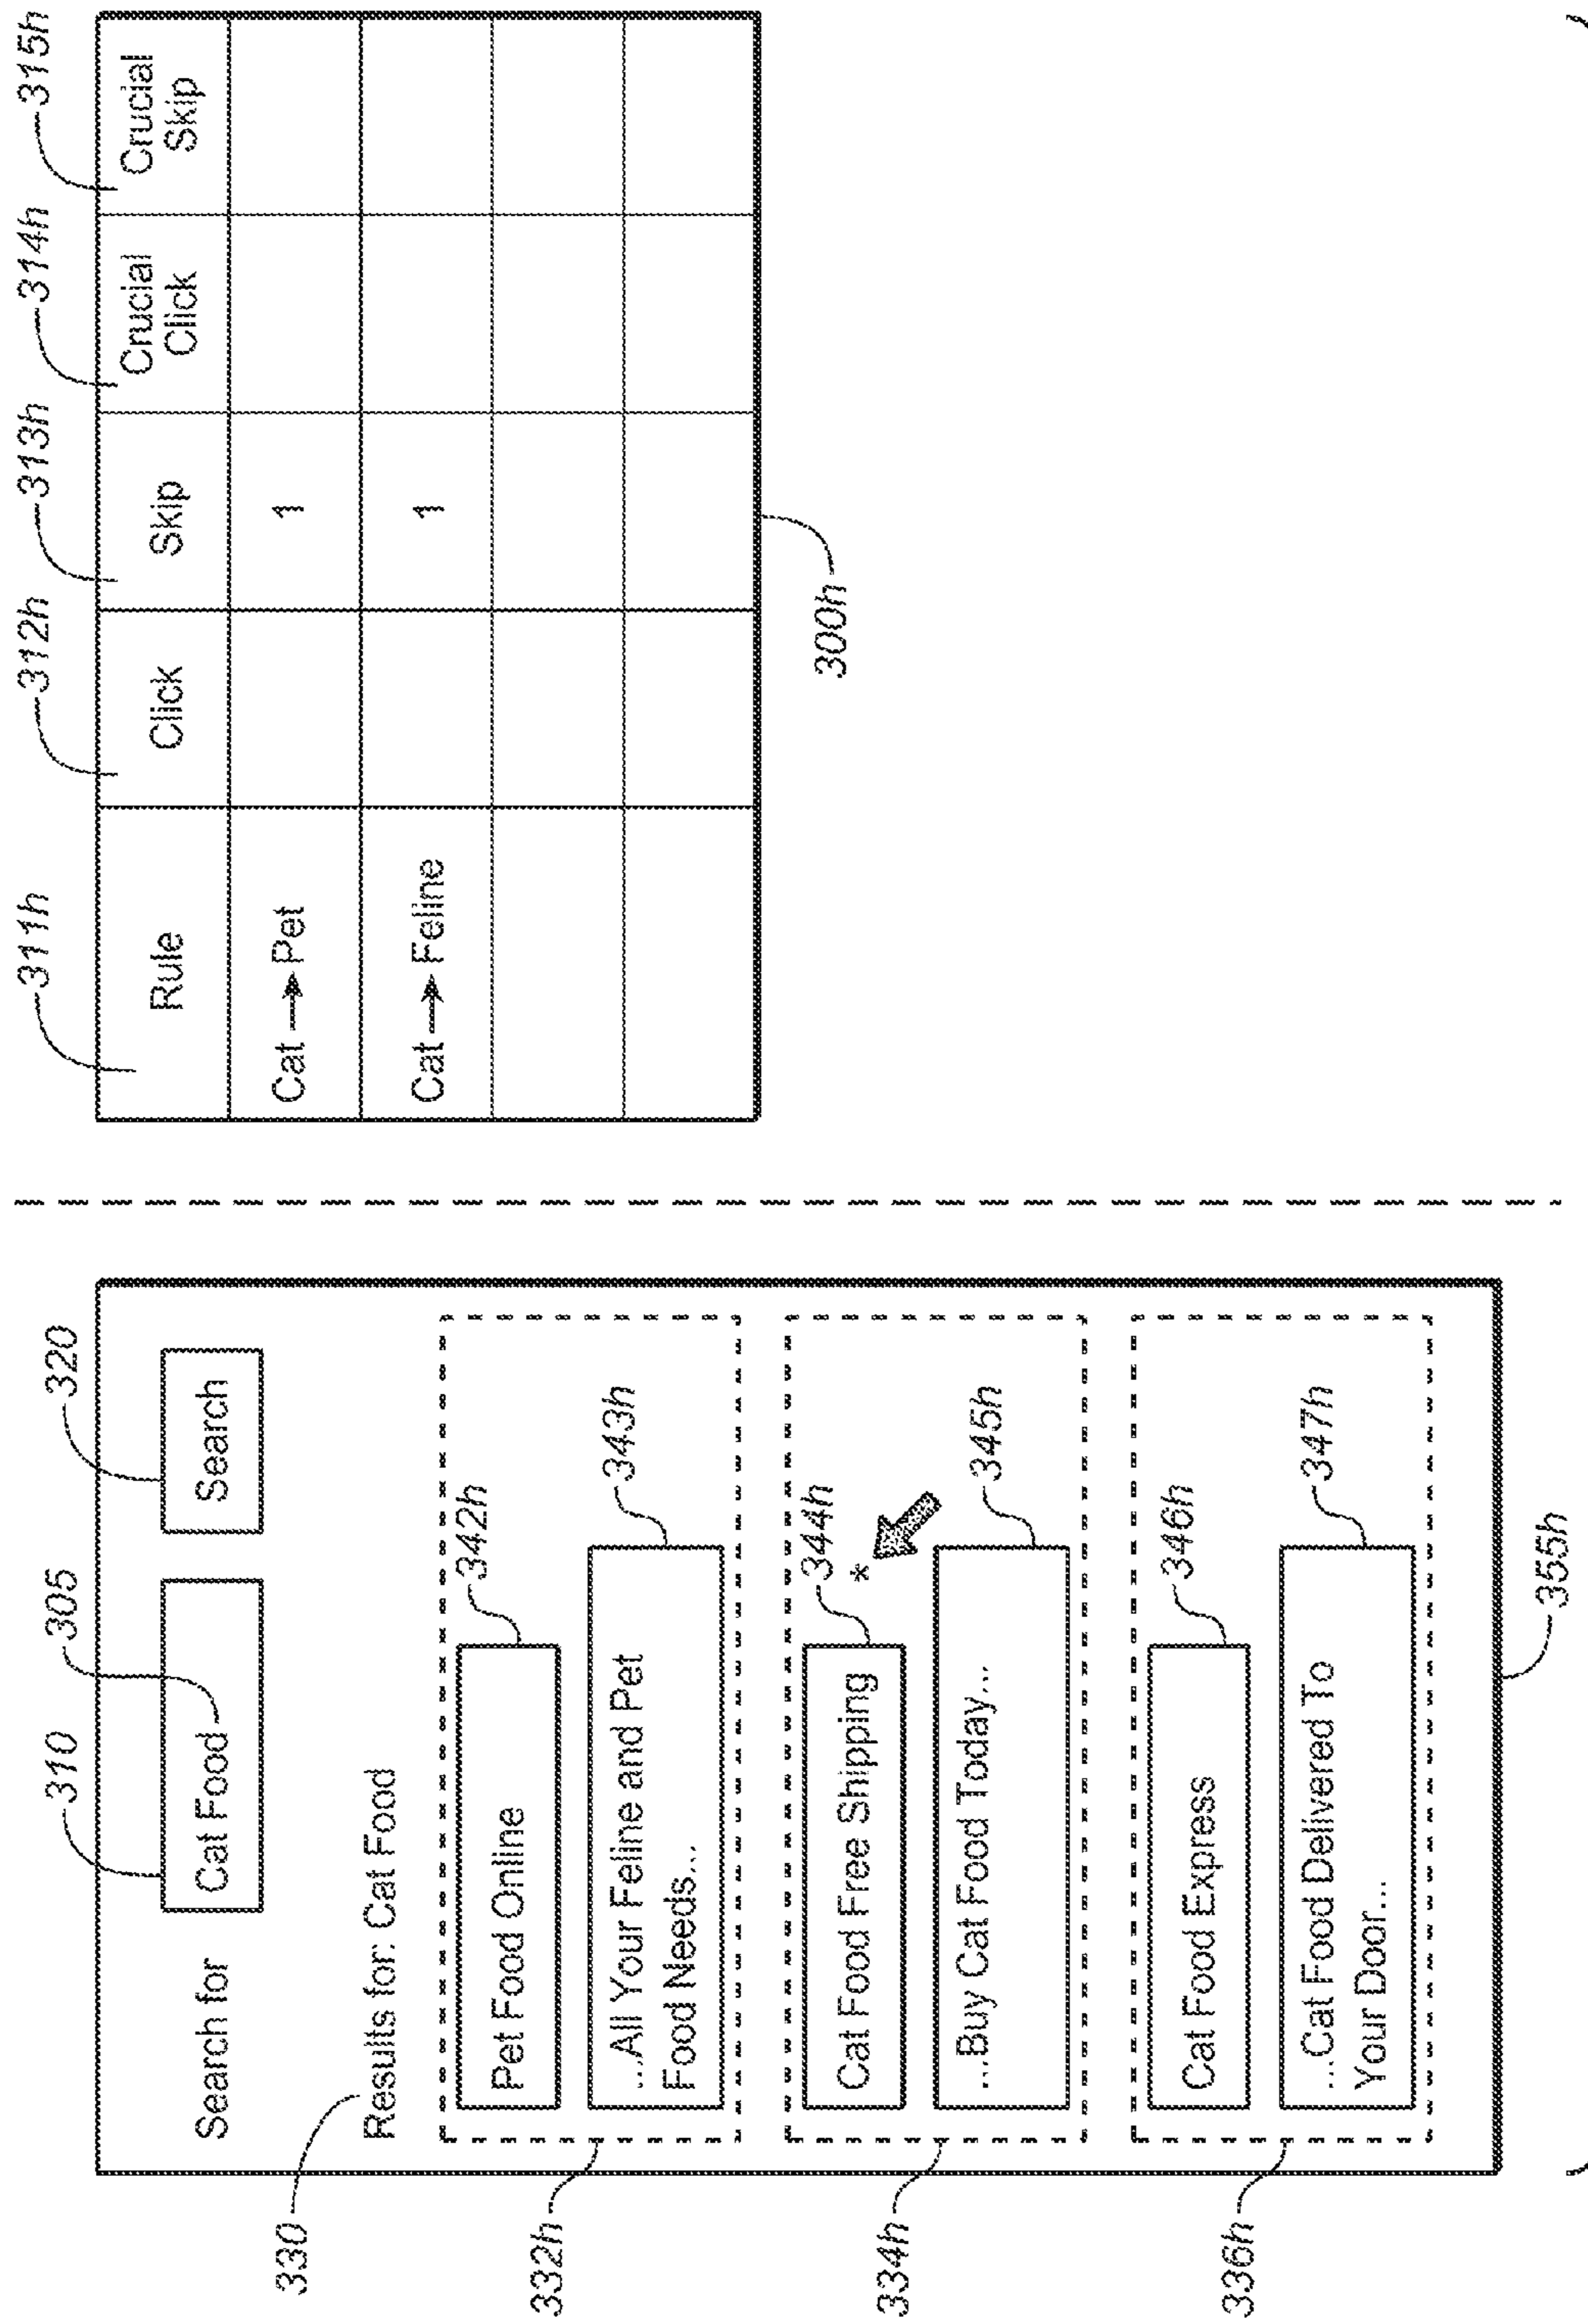 310
305
320
Search for
Cat Food
Search
330
Results for: Cat Food
332h
Pet Food Online
342h
...All Your Feline and Pet
Food Needs...
343h
334h
Cat Food Free Shipping
344h
*
...Buy Cat Food Today...
345h
336h
Cat Food Express
346h
...Cat Food Delivered To
Your Door...
347h
355h
311h
312h
313h
314h
315h
Rule
Click
Skip
Crucial
Click
Crucial
Skip
Cat → Pet
1
Cat → Feline
1
300h